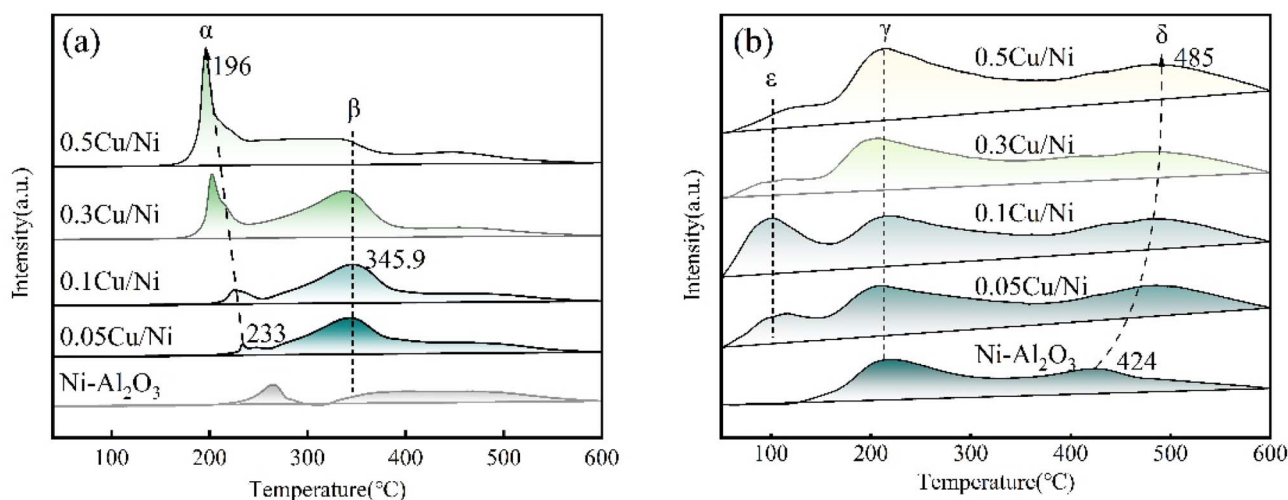 (a)
α
196
β
0.5Cu/Ni
0.3Cu/Ni
0.1Cu/Ni
345.9
0.05Cu/Ni
233
Ni-Al₂O₃
Intensity(a.u.)
100 200 300 400 500 600
Temperature(°C)
(b)
γ
δ
ε
0.5Cu/Ni
485
0.3Cu/Ni
0.1Cu/Ni
0.05Cu/Ni
Ni-Al₂O₃
424
Intensity(a.u.)
100 200 300 400 500 600
Temperature(°C)